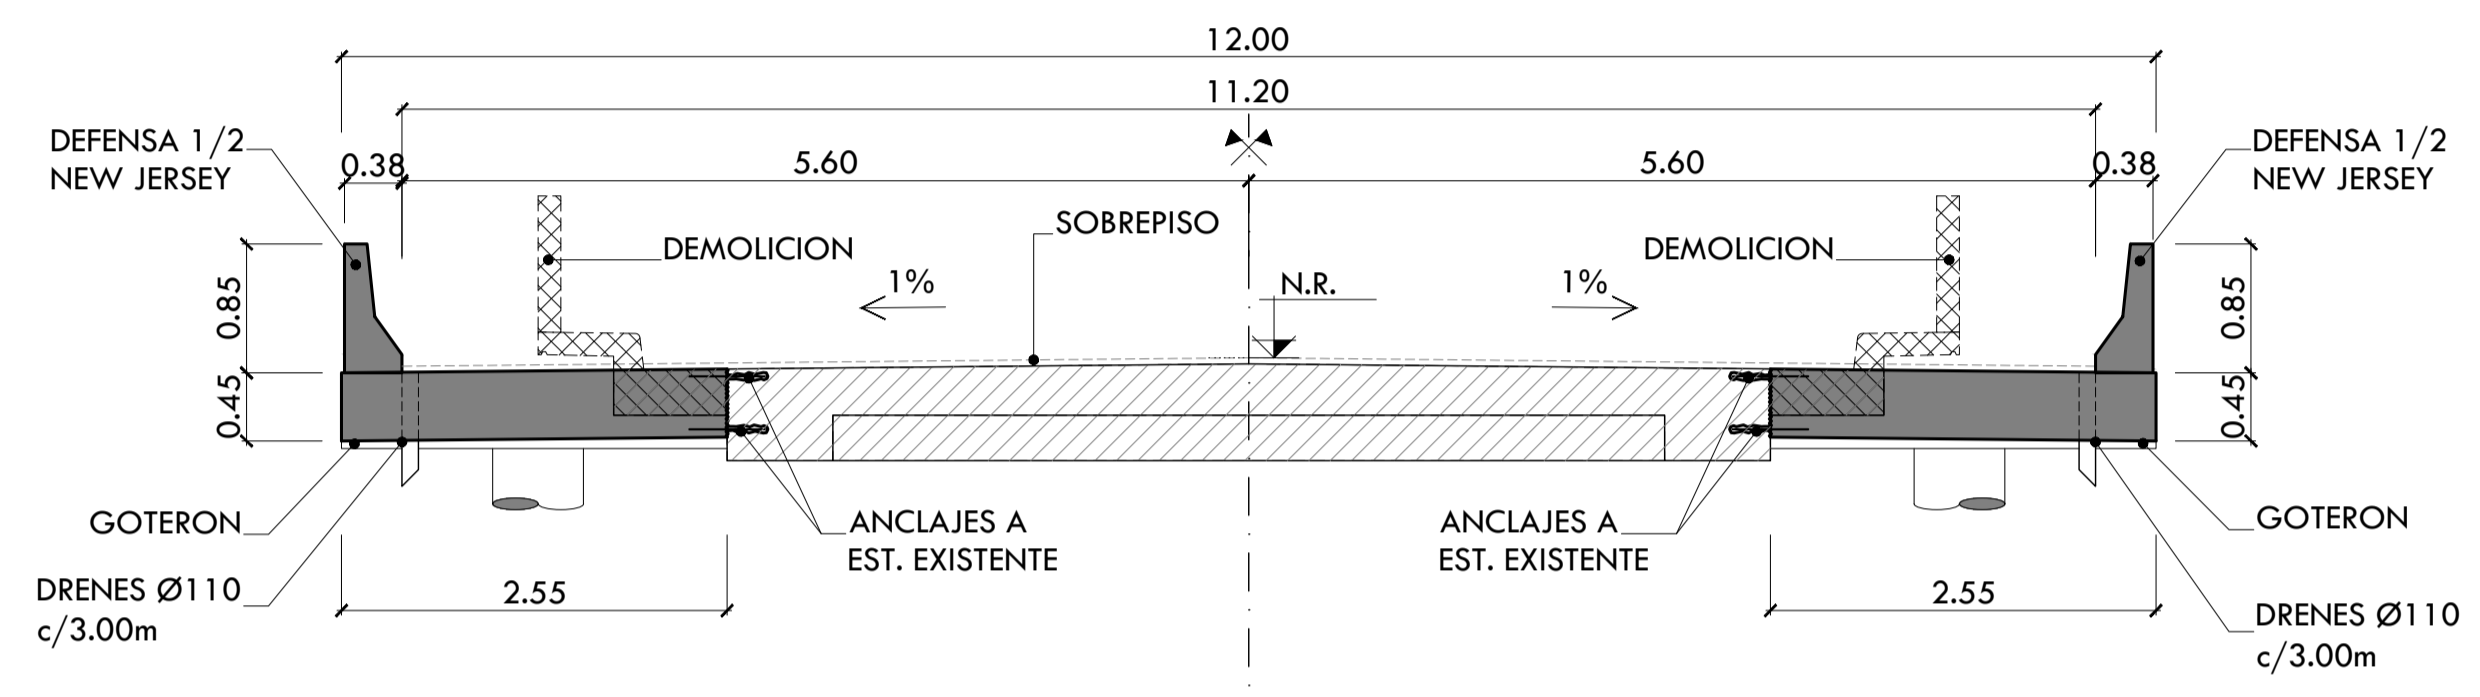 12.00
11.20
DEFENSA 1/2
NEW JERSEY
0.38
5.60
5.60
0.38
DEFENSA 1/2
NEW JERSEY
SOBREPISO
DEMOLICION
DEMOLICION
1%
N.R.
1%
0.85
0.85
0.45
0.45
GOTERON
ANCLAJES A
EST. EXISTENTE
ANCLAJES A
EST. EXISTENTE
GOTERON
DRENES Ø110
c/3.00m
2.55
2.55
DRENES Ø110
c/3.00m